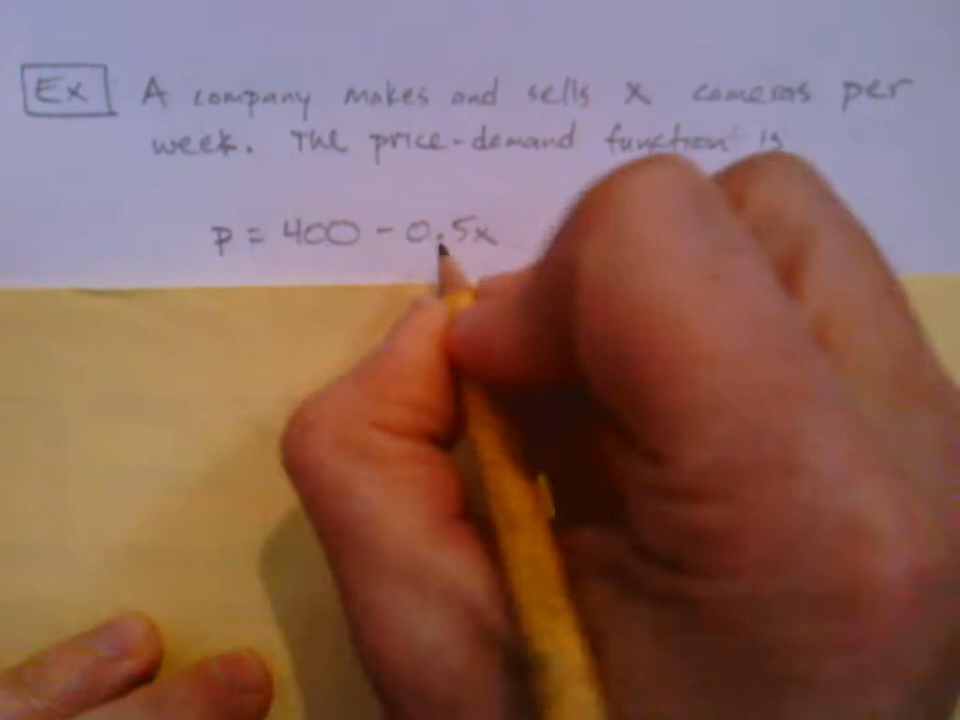 Ex A company makes and sells x cameras per
week. The price-demand function is
p = 400 - 0.5x